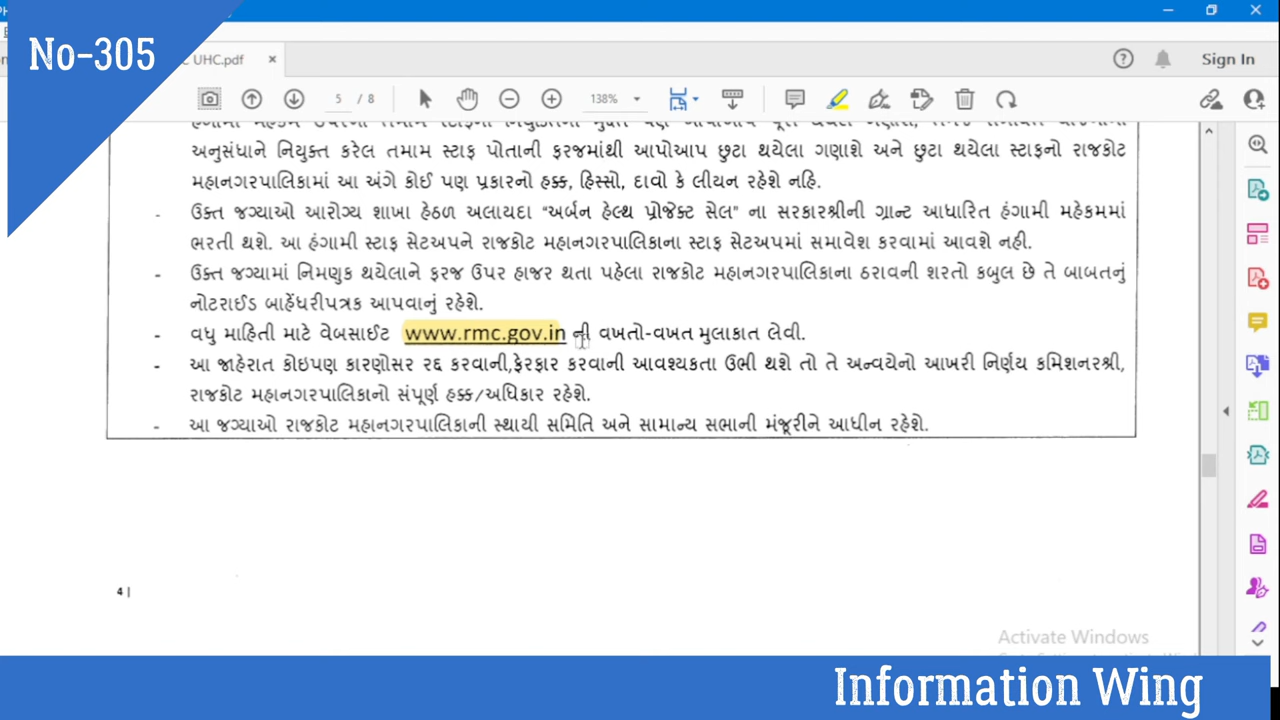 No-305
UHC.pdf
Sign In
5 / 8
138%
અનુસંધાને નિયુક્ત કરેલ તમામ સ્ટાફ પોતાની ફરજમાંથી આપોઆપ છુટા થયેલા ગણાશે અને છુટા થયેલા સ્ટાફનો રાજકોટ
મહાનગરપાલિકામાં આ અંગે કોઈ પણ પ્રકારનો હક્ક, હિસ્સો, દાવો કે લીયન રહેશે નહિ.
- ઉક્ત જગ્યાઓ આરોગ્ય શાખા હેઠળ અલાયદા "અર્બન હેલ્થ પ્રોજેક્ટ સેલ" ના સરકારશ્રીની ગ્રાન્ટ આધારિત હંગામી મહેકમમાં
ભરતી થશે. આ હંગામી સ્ટાફ સેટઅપને રાજકોટ મહાનગરપાલિકાના સ્ટાફ સેટઅપમાં સમાવેશ કરવામાં આવશે નહી.
- ઉક્ત જગ્યામાં નિમણુક થયેલાને ફરજ ઉપર હાજર થતા પહેલા રાજકોટ મહાનગરપાલિકાના ઠરાવની શરતો કબુલ છે તે બાબતનું
નોટરાઈડ બાહેંધરીપત્રક આપવાનું રહેશે.
- વધુ માહિતી માટે વેબસાઈટ www.rmc.gov.in ની વખતો-વખત મુલાકાત લેવી.
- આ જાહેરાત કોઇપણ કારણોસર રદ્દ કરવાની,ફેરફાર કરવાની આવશ્યકતા ઉભી થશે તો તે અન્વયેનો આખરી નિર્ણય કમિશનરશ્રી,
રાજકોટ મહાનગરપાલિકાનો સંપૂર્ણ હક્ક/અધિકાર રહેશે.
- આ જગ્યાઓ રાજકોટ મહાનગરપાલિકાની સ્થાયી સમિતિ અને સામાન્ય સભાની મંજૂરીને આધીન રહેશે.
4 |
Activate Windows
Information Wing